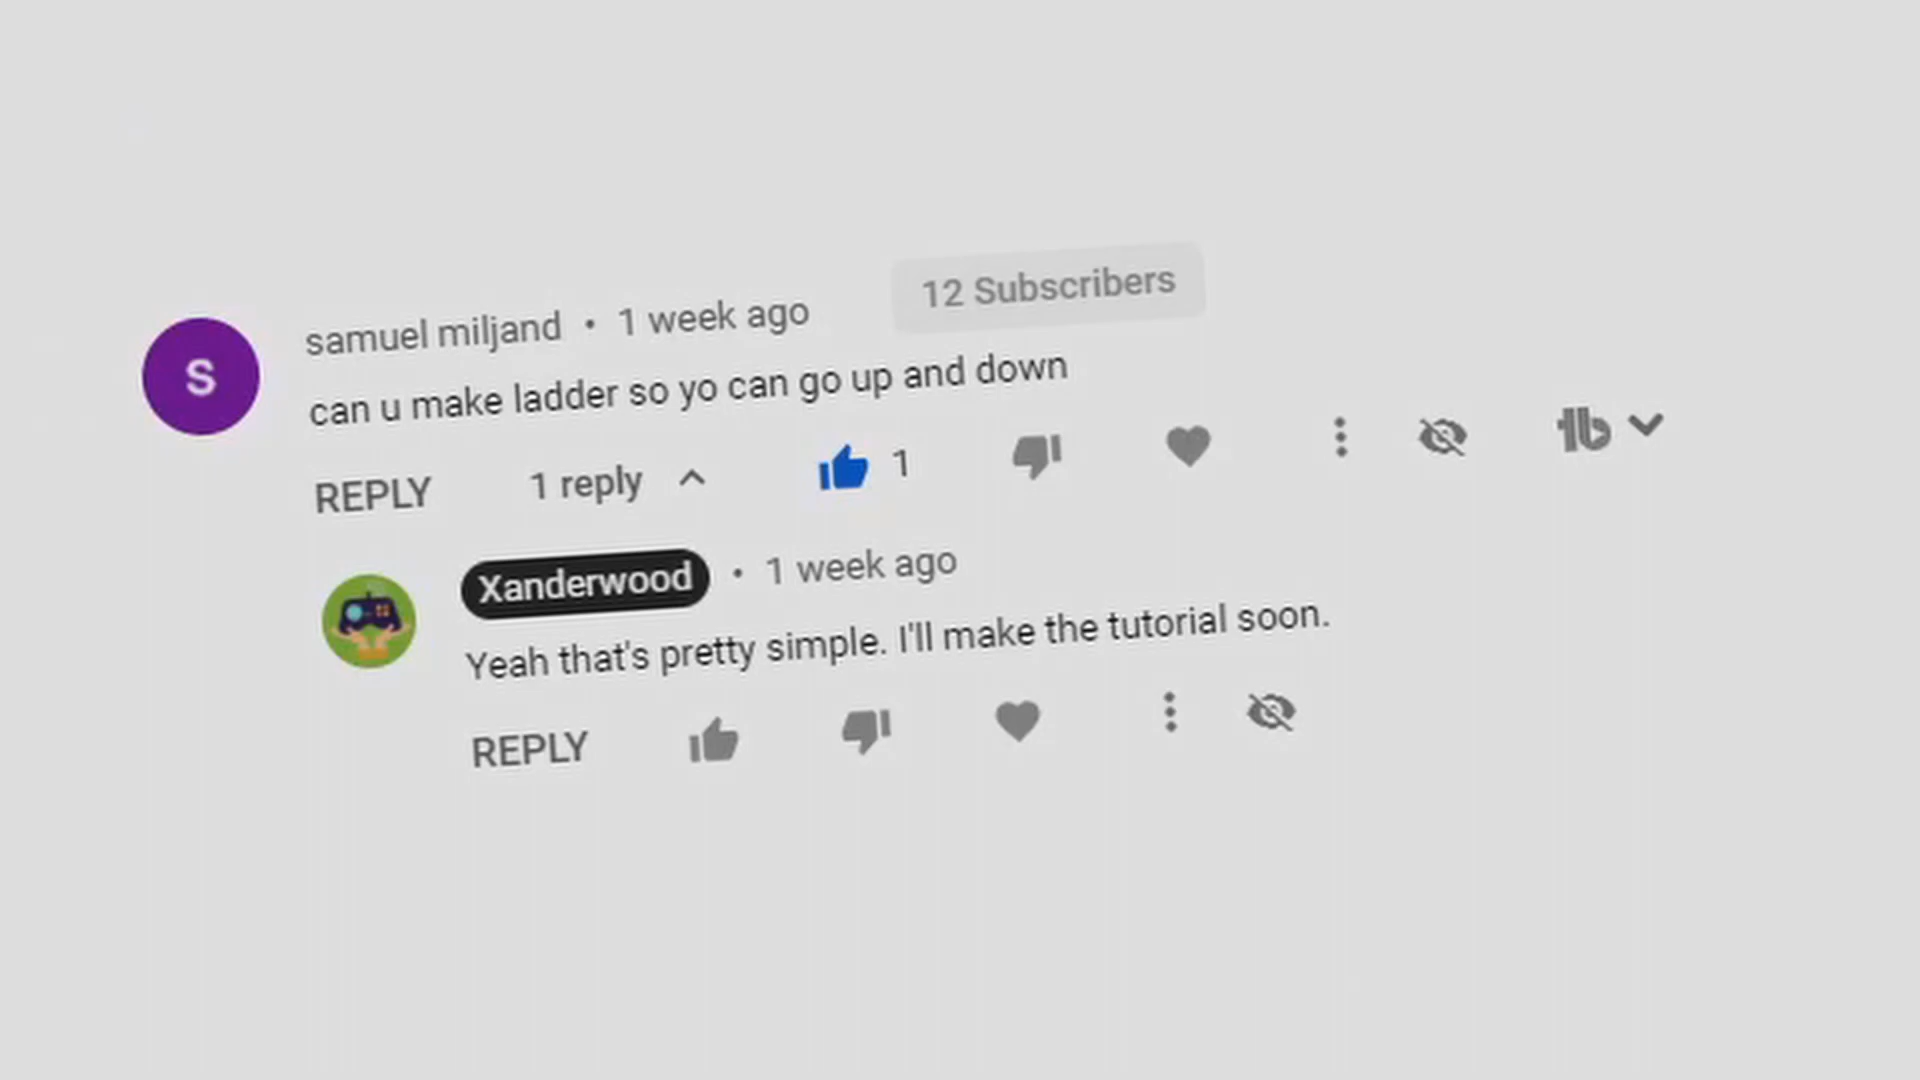 12 Subscribers
samuel miljand • 1 week ago
S
can u make ladder so yo can go up and down
REPLY 1 reply 1
tb
Xanderwood • 1 week ago
Yeah that's pretty simple. I'll make the tutorial soon.
REPLY